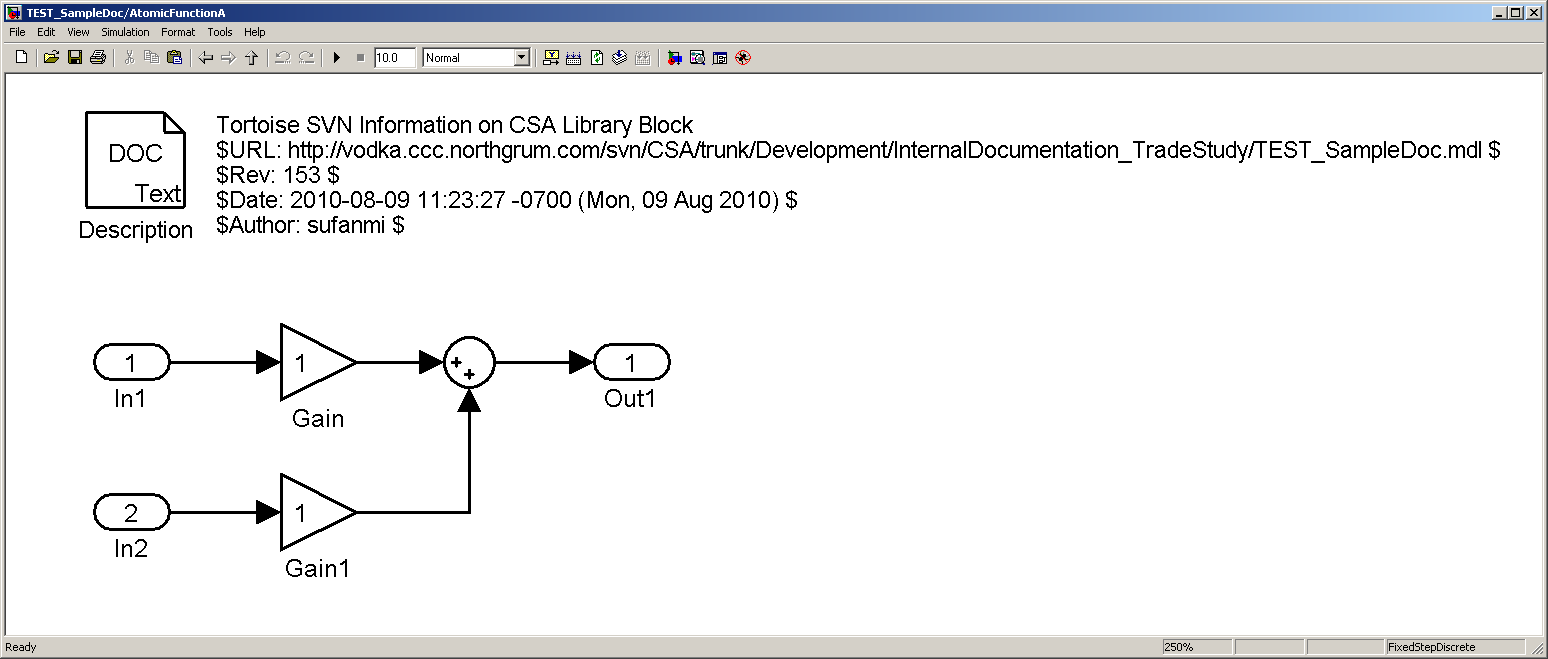 TEST_SampleDoc/AtomicFunctionA
File Edit View Simulation Format Tools Help
10.0 Normal
DOC
Text
Description
Tortoise SVN Information on CSA Library Block
$URL: http://vodka.ccc.northgrum.com/svn/CSA/trunk/Development/InternalDocumentation_TradeStudy/TEST_SampleDoc.mdl $
$Rev: 153 $
$Date: 2010-08-09 11:23:27 -0700 (Mon, 09 Aug 2010) $
$Author: sufanmi $
1 1 + + 1
In1 Gain Out1
2 1
In2 Gain1
Ready 250% FixedStepDiscrete